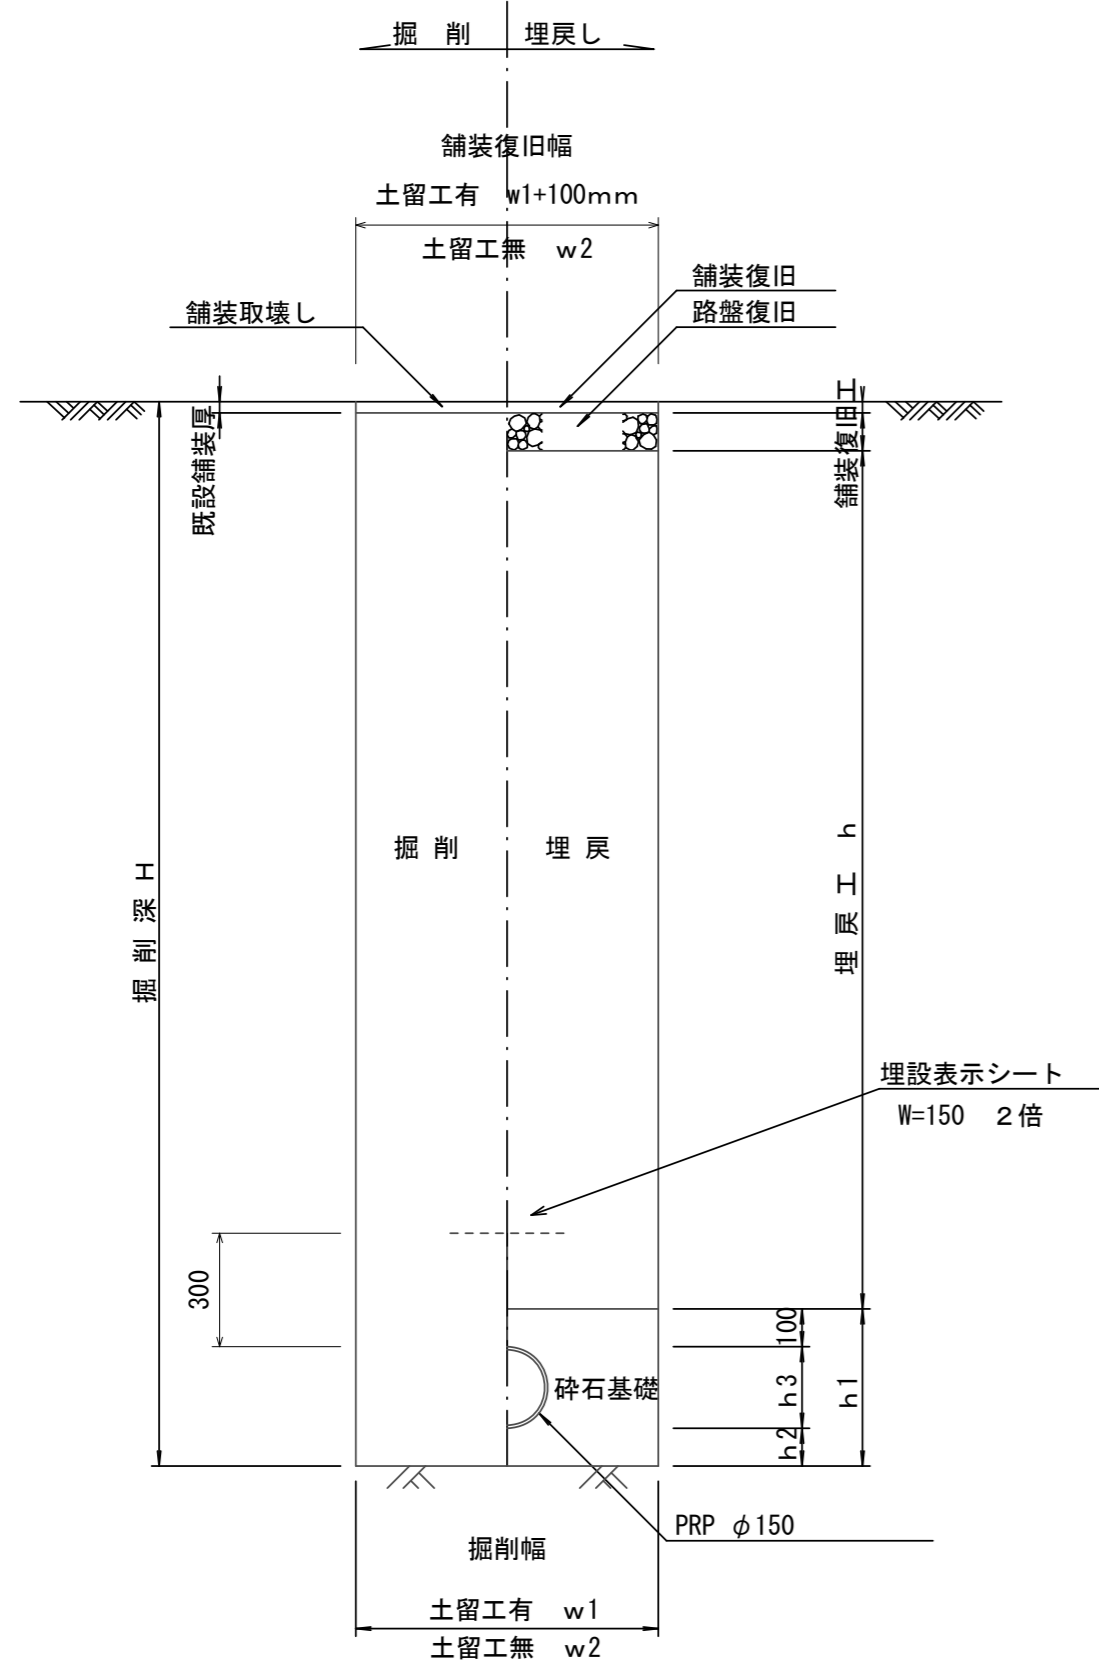 掘　削　　埋戻し
舗装復旧幅
土留工有　w1+100mm
土留工無　w2
舗装復旧
舗装取壊し
路盤復旧
既設舗装厚
舗装復旧工
掘 削　　埋 戻
掘 削 深 H
埋 戻 工　h
埋設表示シート
W=150　２倍
300
100
砕石基礎
h3
h1
h2
PRP φ150
掘削幅
土留工有　w1
土留工無　w2